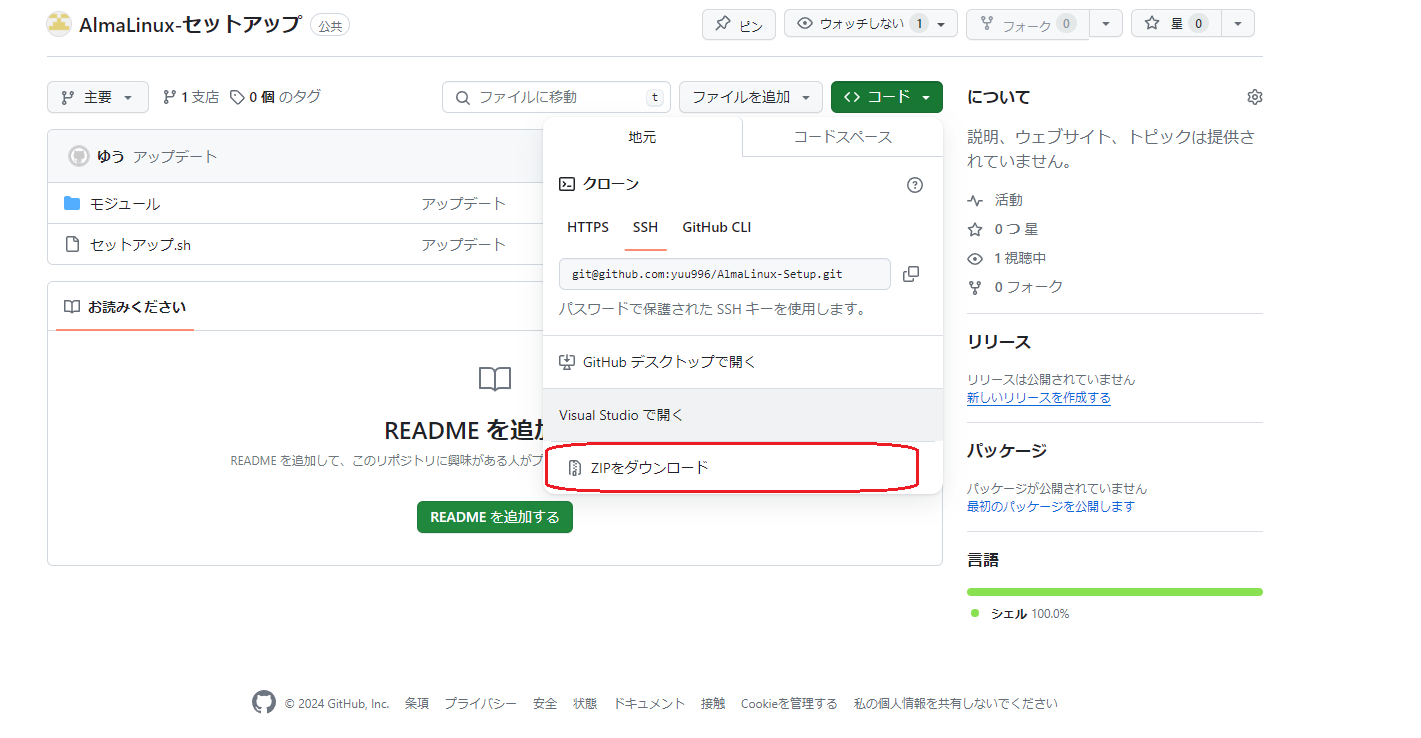 AlmaLinux-セットアップ 公共
ピン ウォッチしない 1 フォーク 0 星 0
主要 1 支店 0 個 のタグ ファイルに移動 t ファイルを追加 コード
ゆう アップデート
モジュール アップデート
セットアップ.sh アップデート
お読みください
README を追加
README を追加して、このリポジトリに興味がある人がプ
README を追加する
地元 コードスペース
クローン
HTTPS SSH GitHub CLI
git@github.com:yuu996/AlmaLinux-Setup.git
パスワードで保護された SSH キーを使用します。
GitHub デスクトップで開く
Visual Studio で開く
ZIPをダウンロード
について
説明、ウェブサイト、トピックは提供さ
れていません。
活動
0 つ 星
1 視聴中
0 フォーク
リリース
リリースは公開されていません
新しいリリースを作成する
パッケージ
パッケージが公開されていません
最初のパッケージを公開します
言語
シェル 100.0%
© 2024 GitHub, Inc. 条項 プライバシー 安全 状態 ドキュメント 接触 Cookieを管理する 私の個人情報を共有しないでください